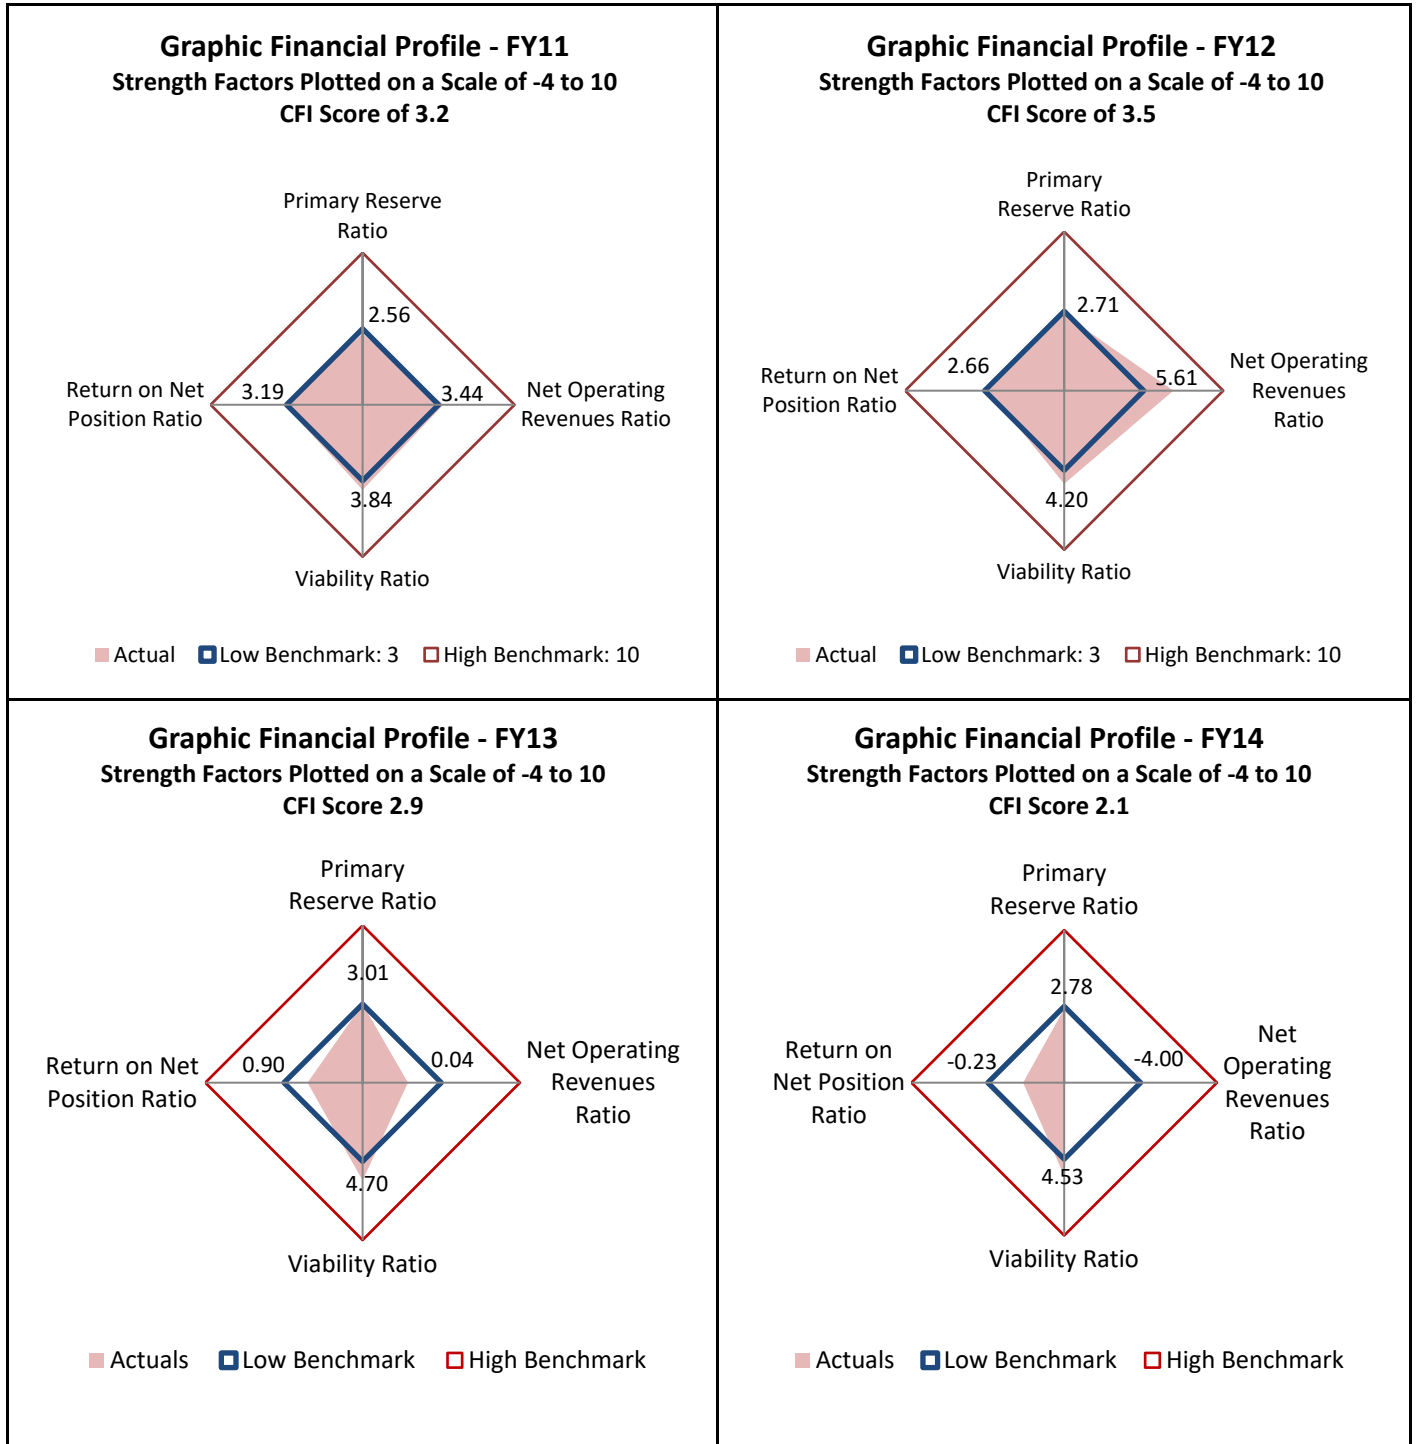 Graphic Financial Profile - FY11
Strength Factors Plotted on a Scale of -4 to 10
CFI Score of 3.2
Primary Reserve
Ratio
2.56
Return on Net
Position Ratio
3.19
3.44
Net Operating
Revenues Ratio
3.84
Viability Ratio
Actual
Low Benchmark: 3
High Benchmark: 10
Graphic Financial Profile - FY12
Strength Factors Plotted on a Scale of -4 to 10
CFI Score of 3.5
Primary
Reserve Ratio
2.71
Return on Net
Position Ratio
2.66
5.61
Net Operating
Revenues
Ratio
4.20
Viability Ratio
Actual
Low Benchmark: 3
High Benchmark: 10
Graphic Financial Profile - FY13
Strength Factors Plotted on a Scale of -4 to 10
CFI Score 2.9
Primary
Reserve Ratio
3.01
Return on Net
Position Ratio
0.90
0.04
Net Operating
Revenues
Ratio
4.70
Viability Ratio
Actuals
Low Benchmark
High Benchmark
Graphic Financial Profile - FY14
Strength Factors Plotted on a Scale of -4 to 10
CFI Score 2.1
Primary
Reserve Ratio
2.78
Return on
Net Position
Ratio
-0.23
-4.00
Net
Operating
Revenues
Ratio
4.53
Viability Ratio
Actuals
Low Benchmark
High Benchmark